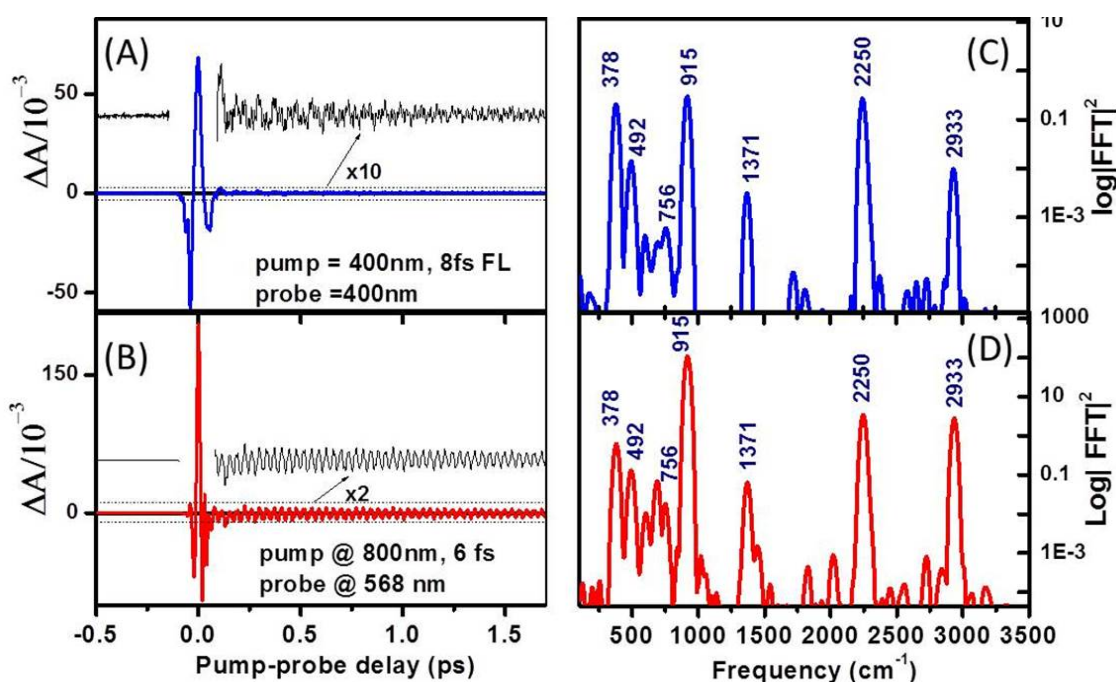 (A)
ΔA/10⁻³
50
0
-50
x10
pump = 400nm, 8fs FL
probe =400nm
(B)
ΔA/10⁻³
150
0
x2
pump @ 800nm, 6 fs
probe @ 568 nm
-0.5 0.0 0.5 1.0 1.5
Pump-probe delay (ps)
(C)
378
492
756
915
1371
2250
2933
10
0.1
1E-3
log|FFT|²
(D)
378
492
756
915
1371
2250
2933
1000
10
0.1
1E-3
Log| FFT|²
500 1000 1500 2000 2500 3000 3500
Frequency (cm⁻¹)